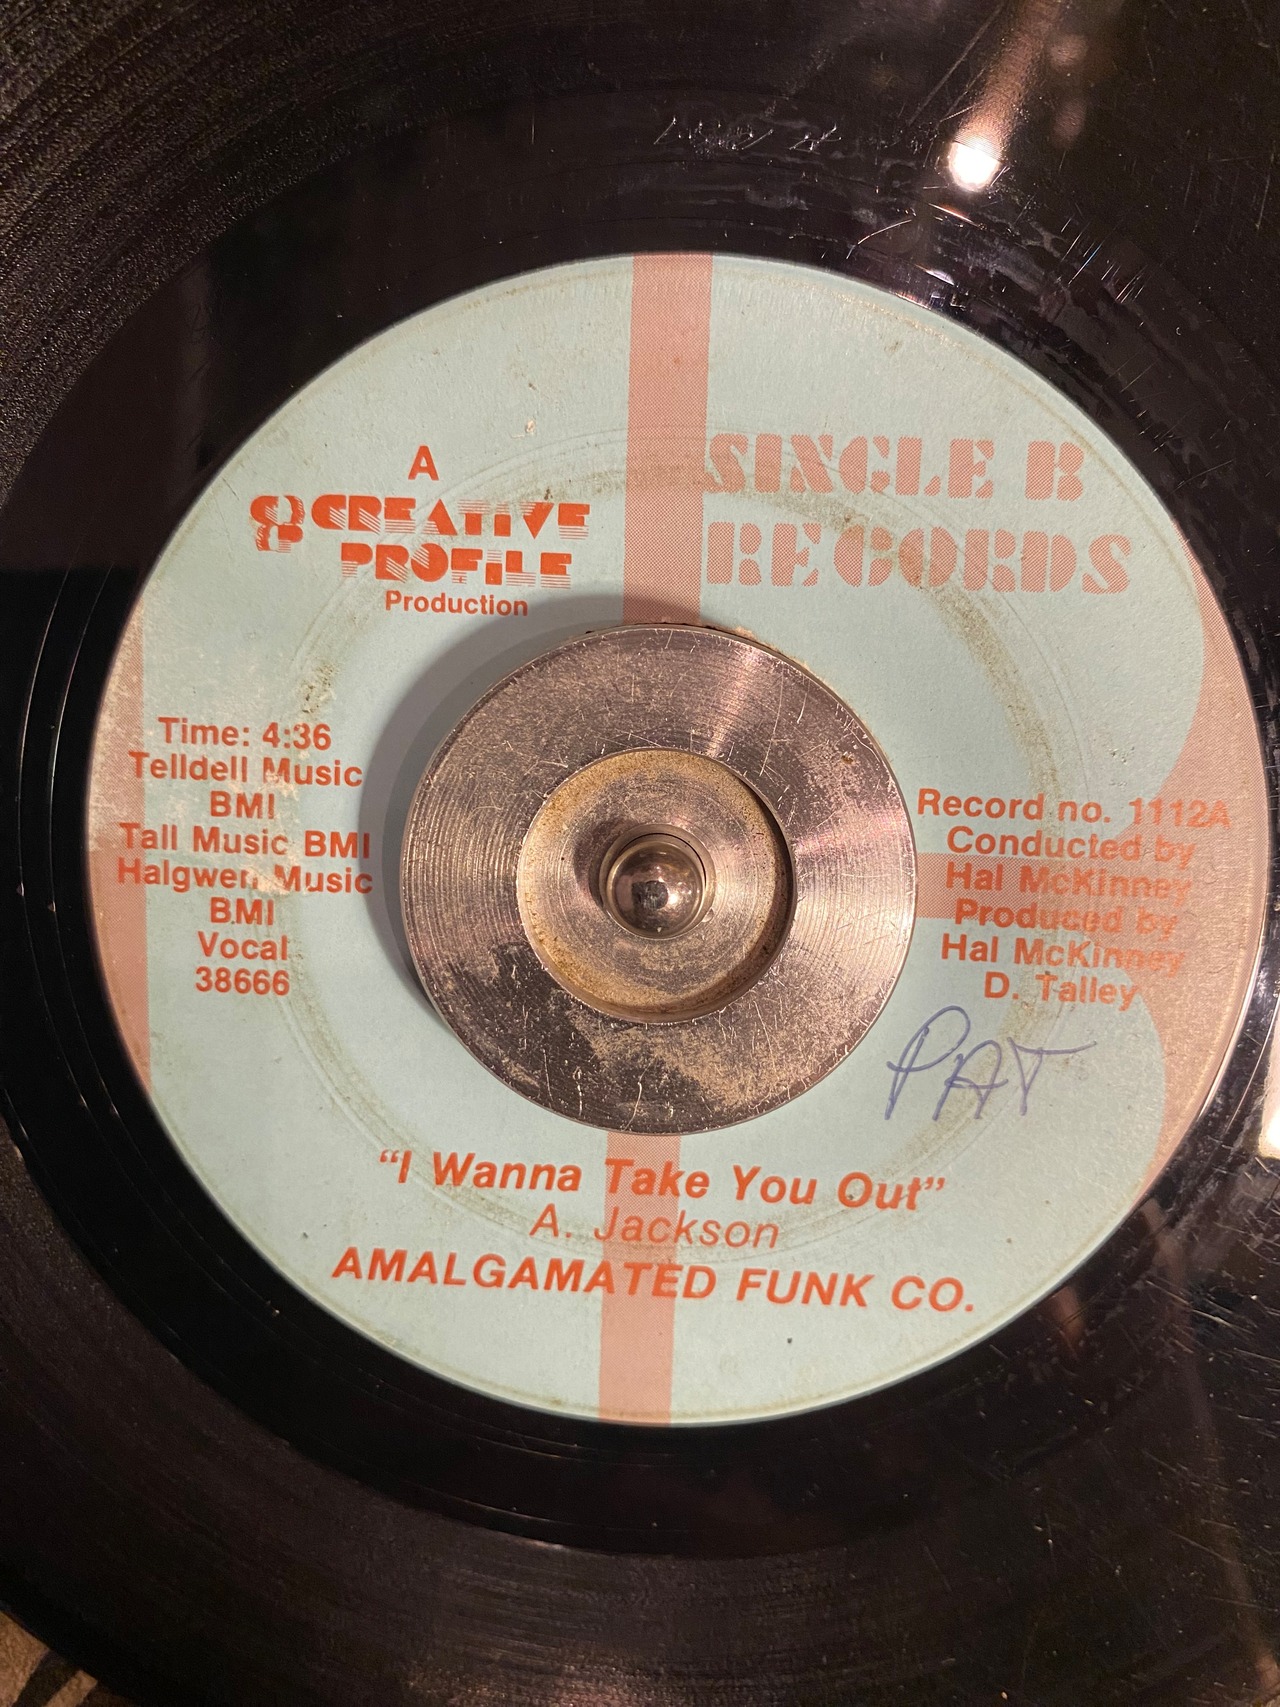 A
CREATIVE
PROFILE
Production
SINGLE B
RECORDS
Time: 4:36
Telldell Music
BMI
Tall Music BMI
Halgwen Music
BMI
Vocal
38666
Record no. 1112A
Conducted by
Hal McKinney
Produced by
Hal McKinney
D. Talley
PAT
“I Wanna Take You Out”
A. Jackson
AMALGAMATED FUNK CO.